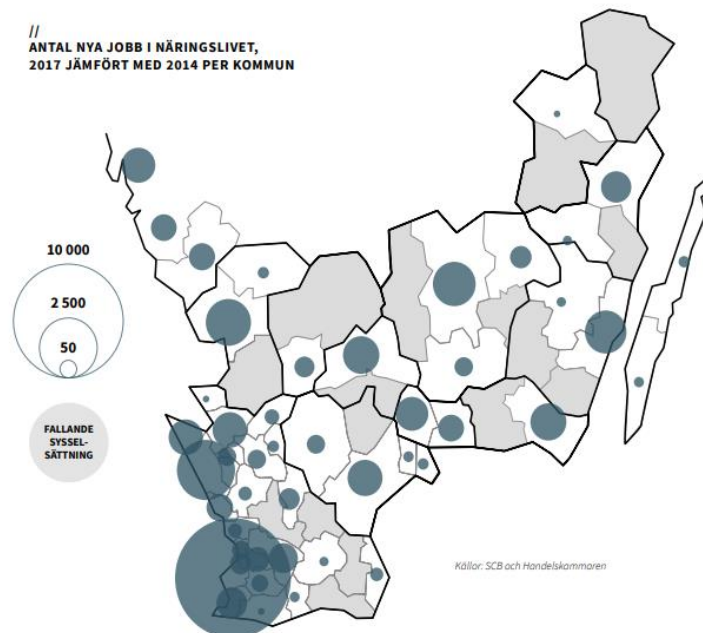 //
ANTAL NYA JOBB I NÄRINGSLIVET,
2017 JÄMFÖRT MED 2014 PER KOMMUN
10 000
2 500
50
FALLANDE
SYSSEL-
SÄTTNING
Källor: SCB och Handelskammaren